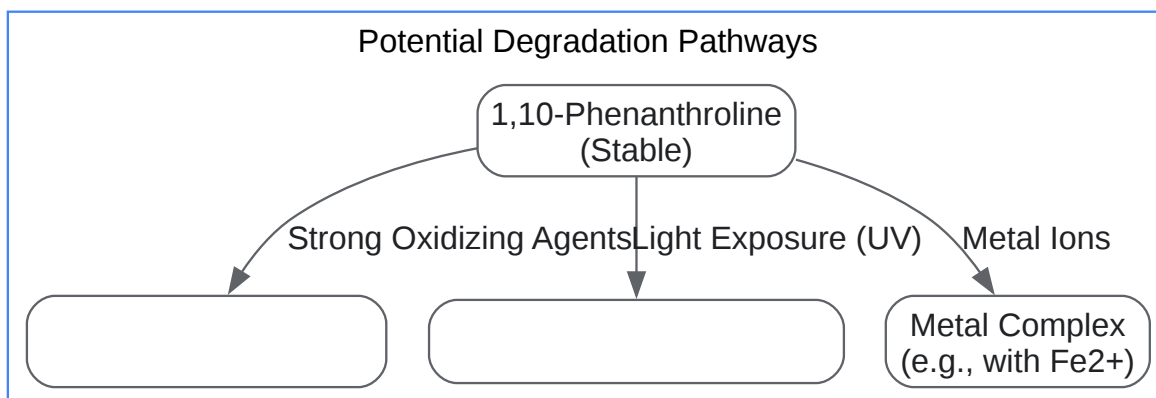 Potential Degradation Pathways
1,10-Phenanthroline
(Stable)
Strong Oxidizing Agents
Light Exposure (UV)
Metal Ions
Metal Complex
(e.g., with Fe2+)